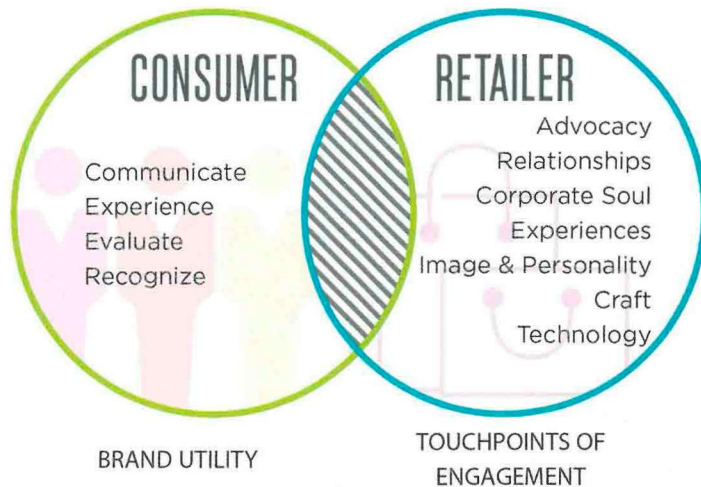 CONSUMER
Communicate
Experience
Evaluate
Recognize
RETAILER
Advocacy
Relationships
Corporate Soul
Experiences
Image & Personality
Craft
Technology
BRAND UTILITY
TOUCHPOINTS OF
ENGAGEMENT